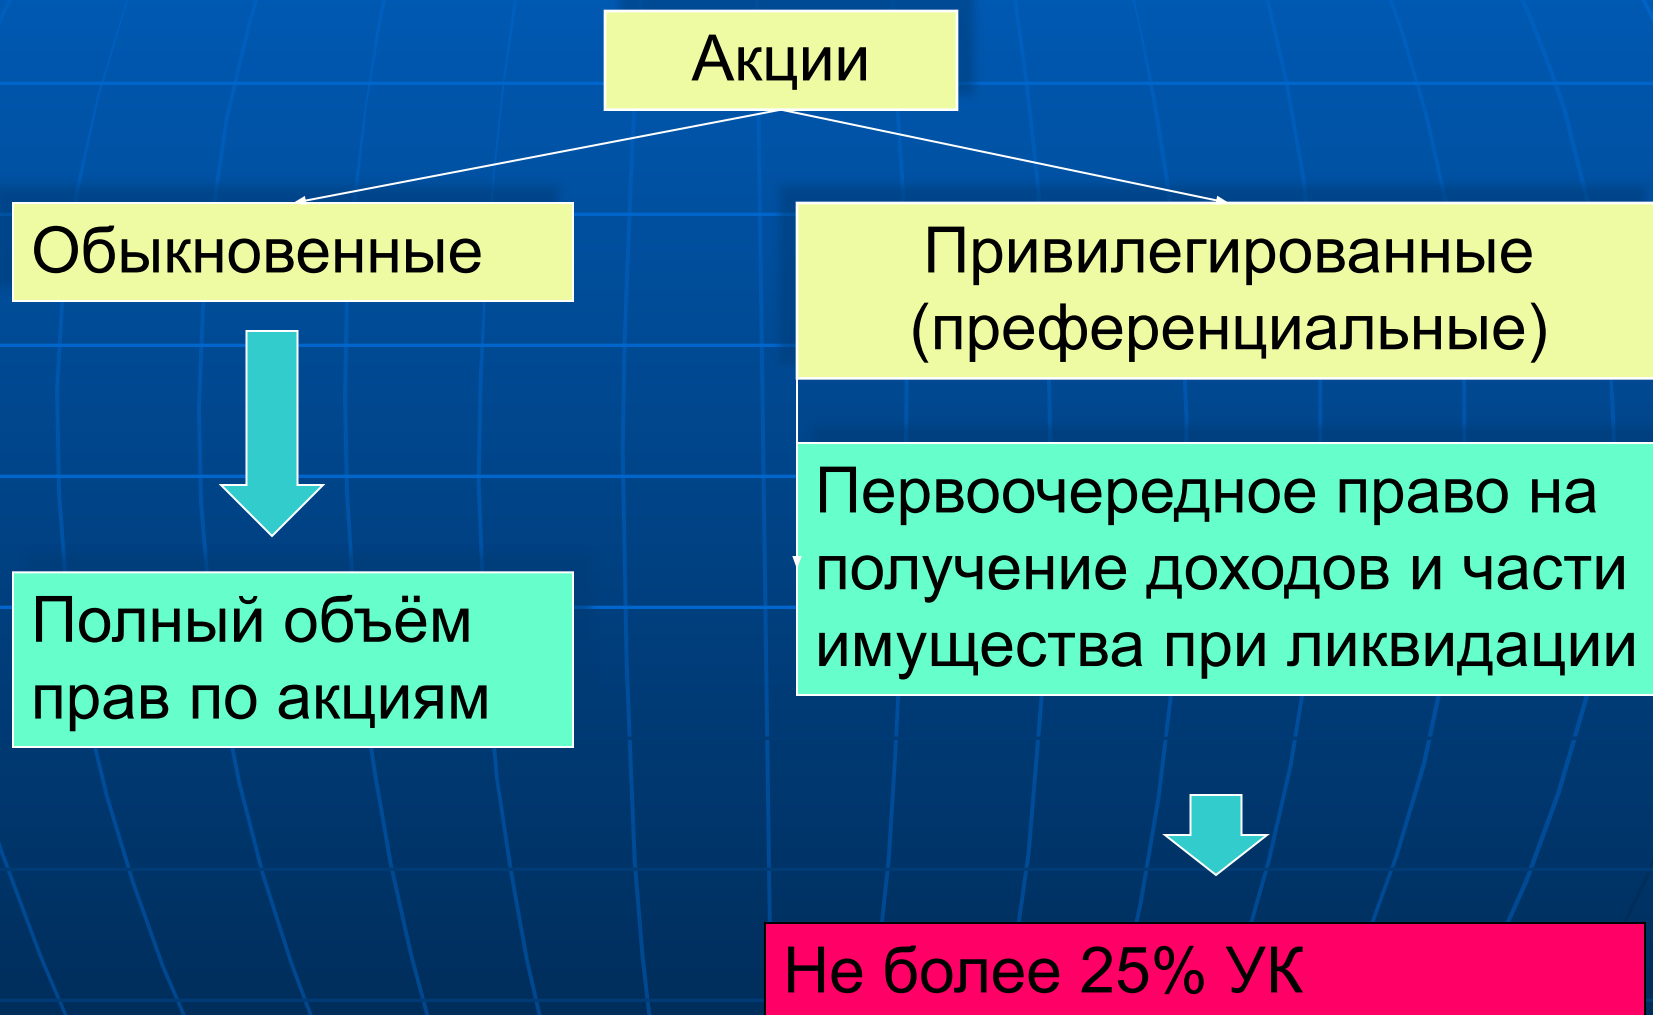 Акции
Обыкновенные
Привилегированные
(преференциальные)
Первоочередное право на
получение доходов и части
имущества при ликвидации
Полный объём
прав по акциям
Не более 25% УК